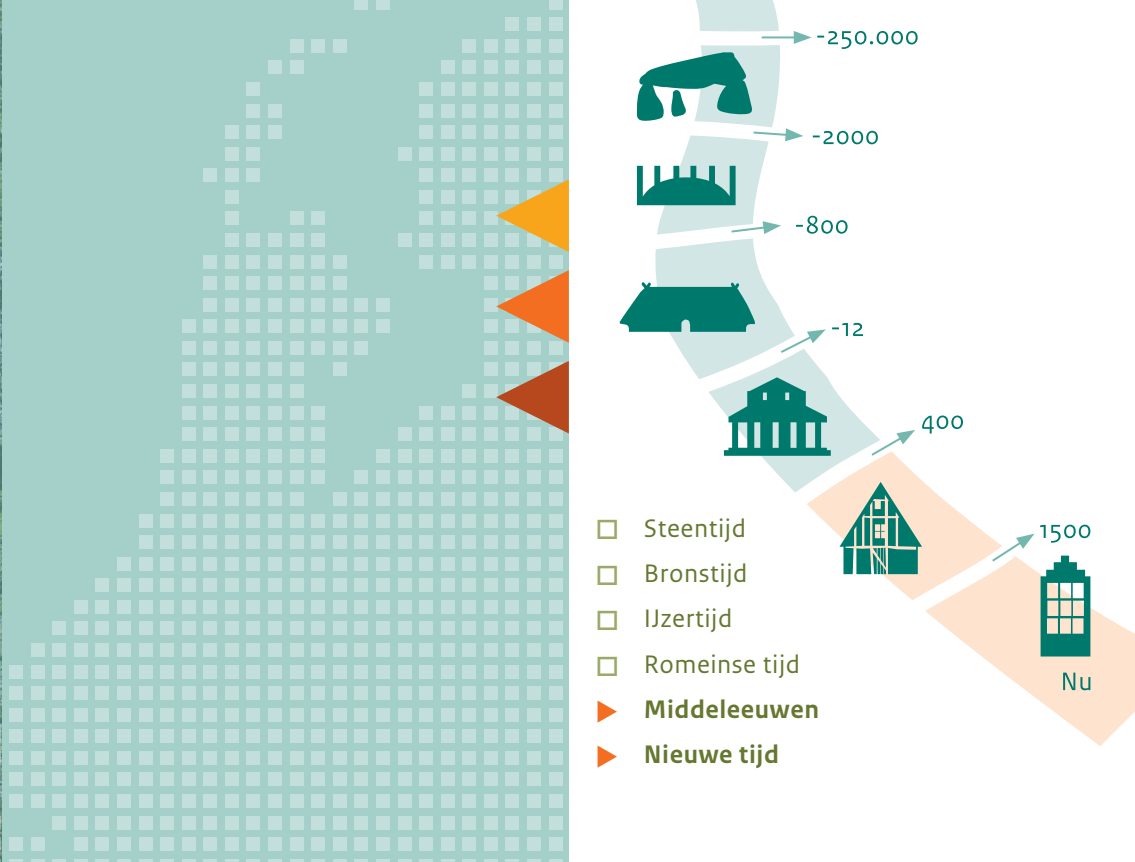 -250.000
-2000
-800
-12
400
1500
Nu
Steentijd
Bronstijd
IJzertijd
Romeinse tijd
Middeleeuwen
Nieuwe tijd